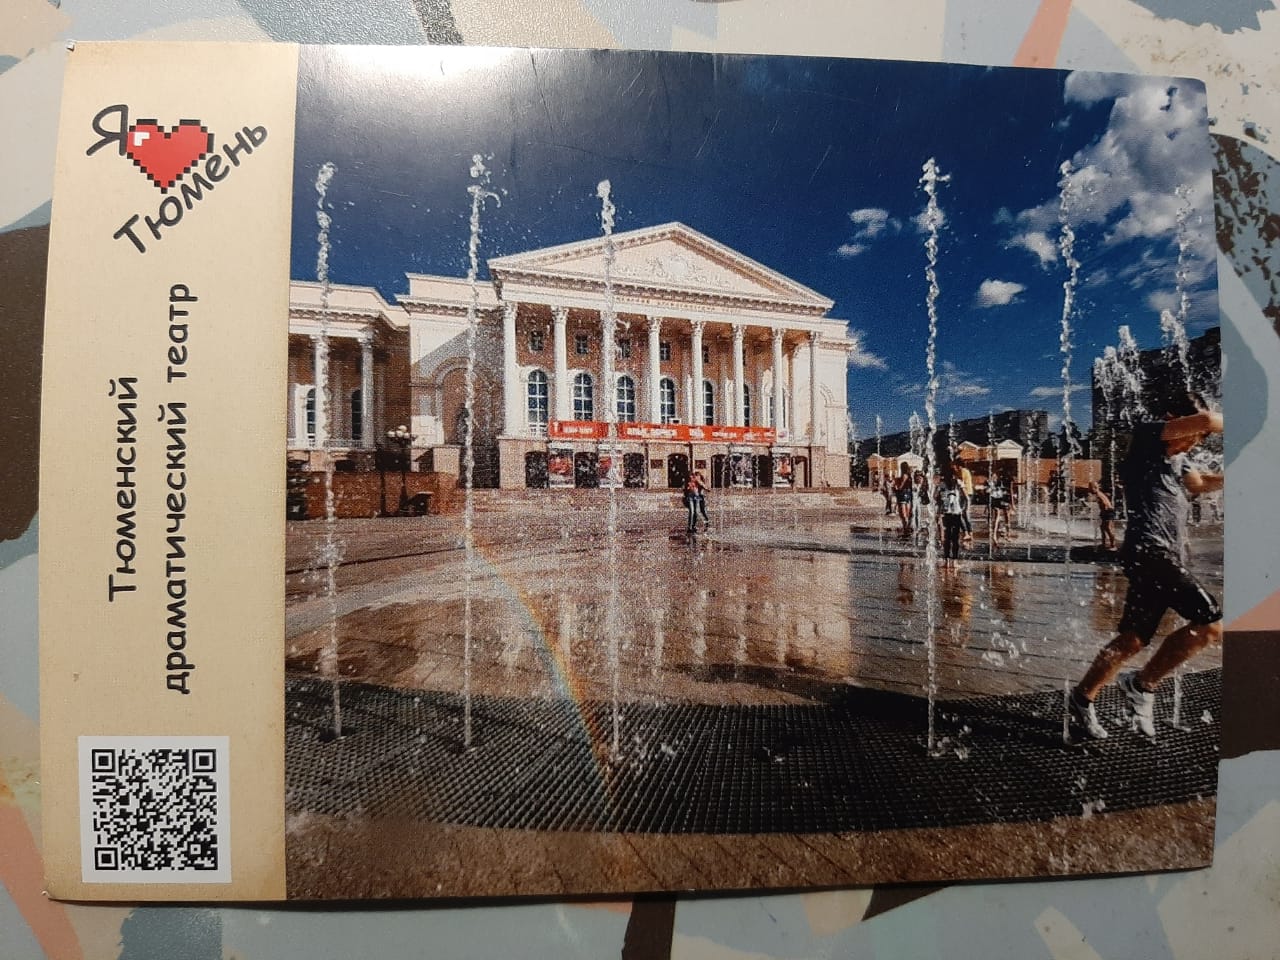 Я
Тюмень
Тюменский
драматический театр